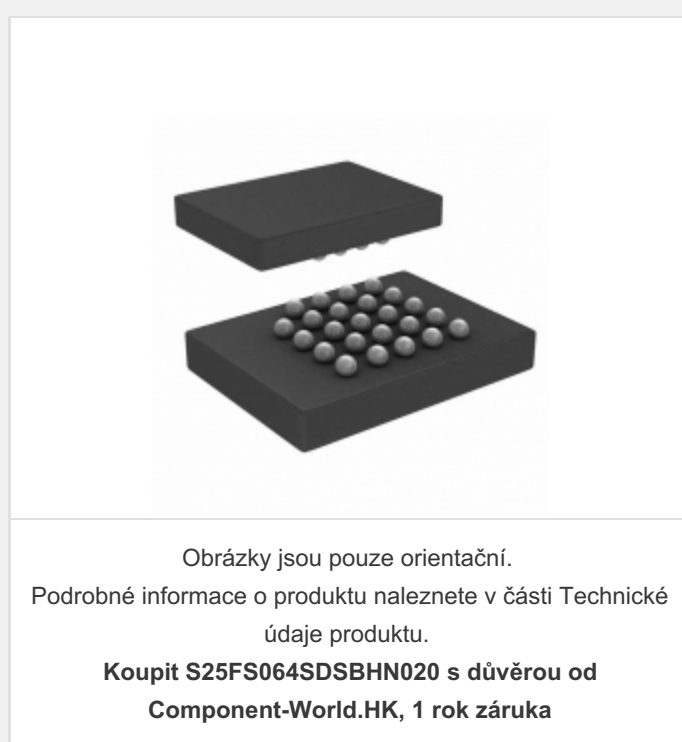 Obrázky jsou pouze orientační.
Podrobné informace o produktu naleznete v části Technické
údaje produktu.
Koupit S25FS064SDSBHN020 s důvěrou od
Component-World.HK, 1 rok záruka